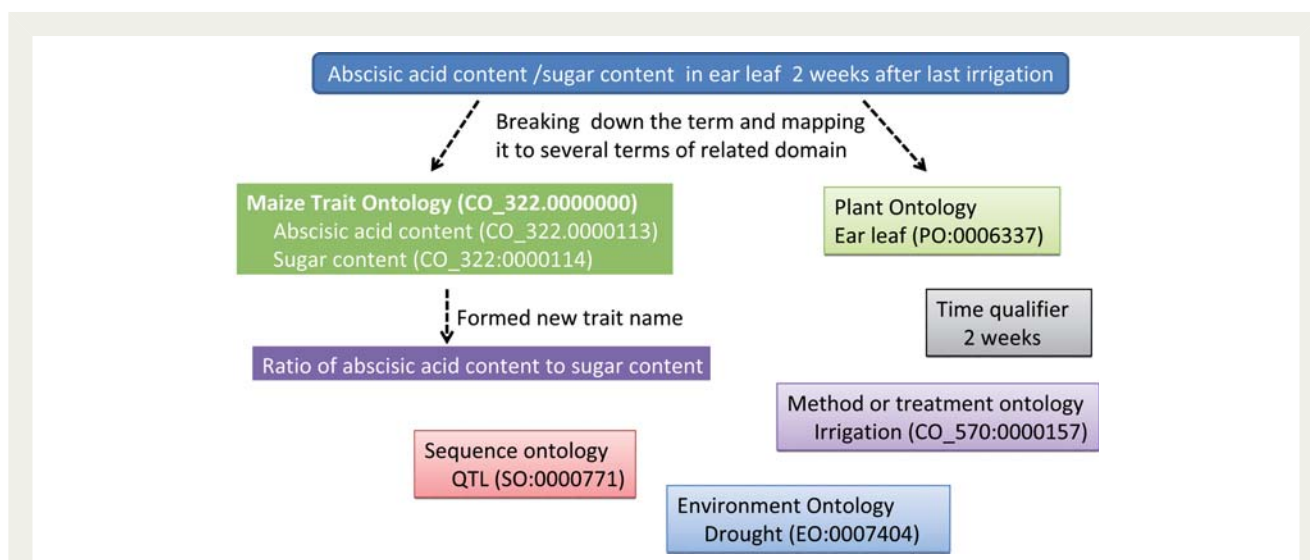 Abscisic acid content /sugar content in ear leaf 2 weeks after last irrigation
Breaking down the term and mapping
it to several terms of related domain
Maize Trait Ontology (CO_322.0000000)
Abscisic acid content (CO_322.0000113)
Sugar content (CO_322:0000114)
Plant Ontology
Ear leaf (PO:0006337)
Formed new trait name
Time qualifier
2 weeks
Ratio of abscisic acid content to sugar content
Method or treatment ontology
Irrigation (CO_570:0000157)
Sequence ontology
QTL (SO:0000771)
Environment Ontology
Drought (EO:0007404)